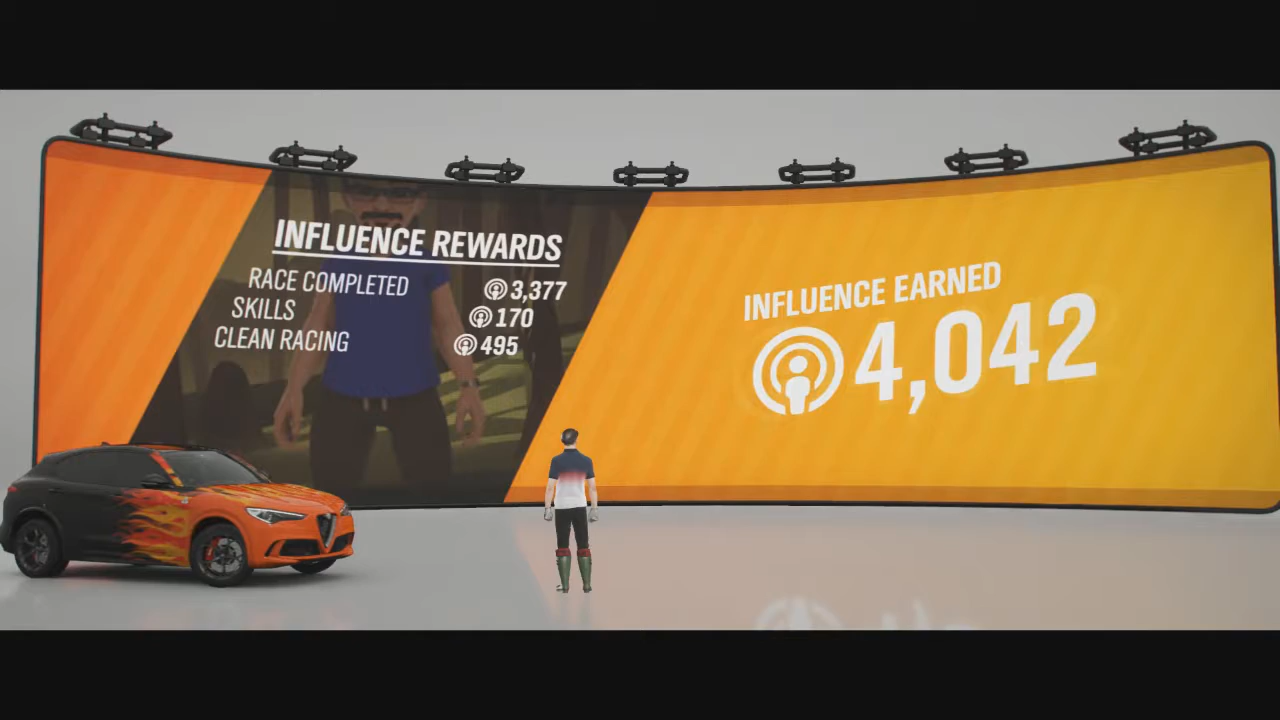 INFLUENCE REWARDS
RACE COMPLETED 3,377
SKILLS 170
CLEAN RACING 495
INFLUENCE EARNED
4,042